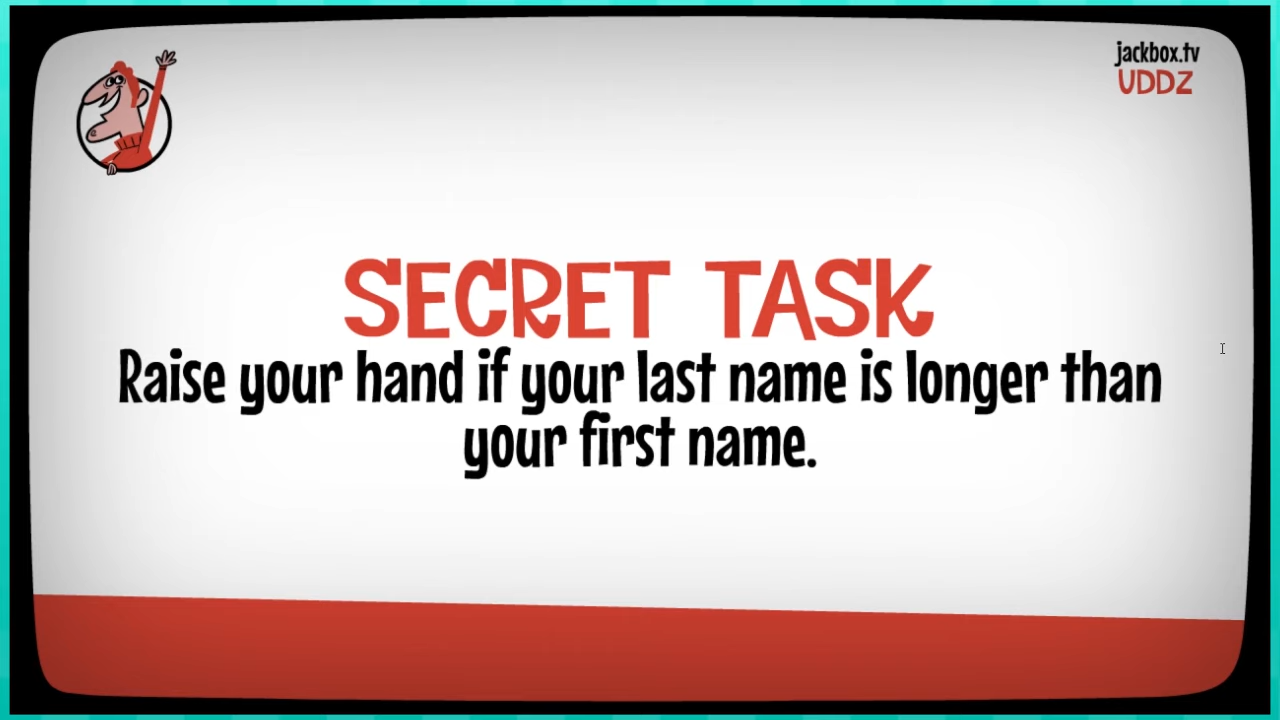 jackbox.tv
UDDZ
SECRET TASK
Raise your hand if your last name is longer than
your first name.